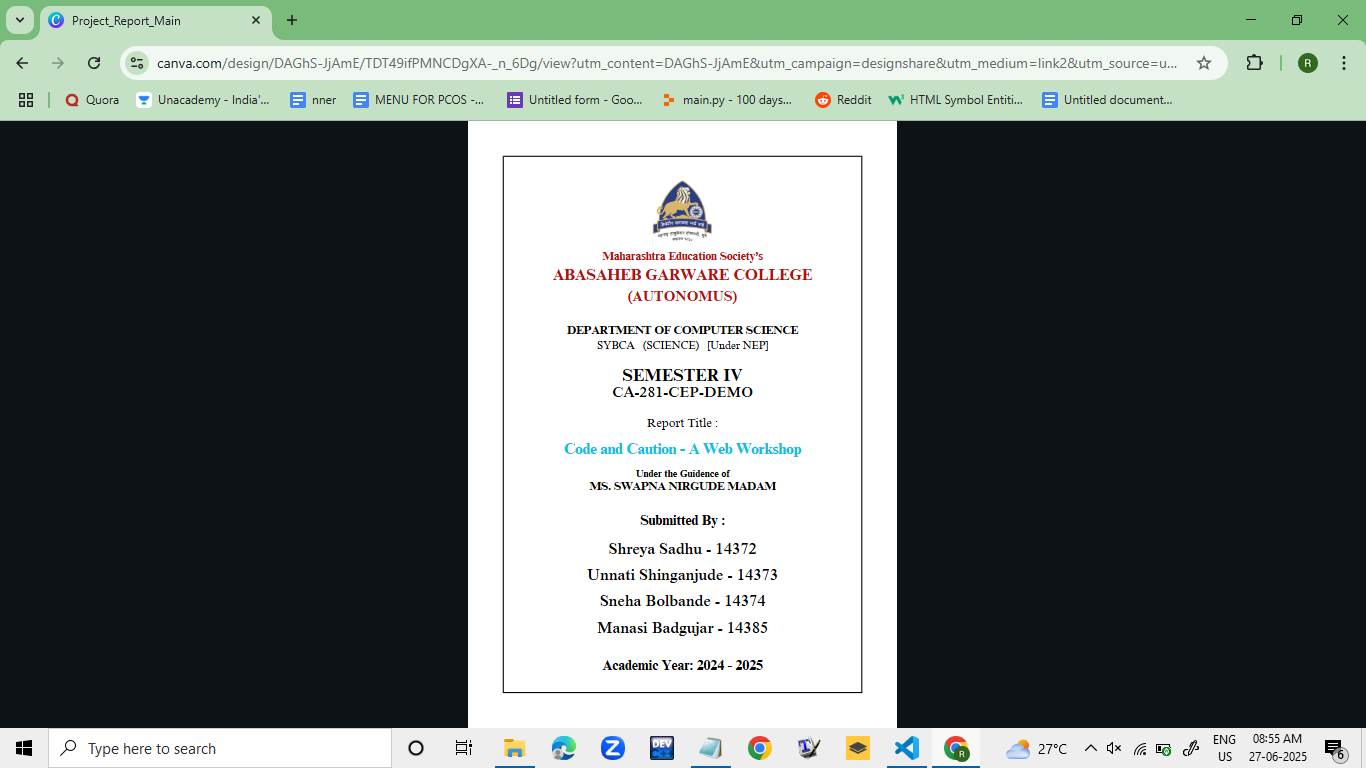 Project_Report_Main
canva.com/design/DAGhS-JjAmE/TDT49ifPMNCDgXA-_n_6Dg/view?utm_content=DAGhS-JjAmE&utm_campaign=designshare&utm_medium=link2&utm_source=u...
R
Quora
Unacademy - India'...
nner
MENU FOR PCOS -...
Untitled form - Goo...
main.py - 100 days...
Reddit
HTML Symbol Entiti...
Untitled document...
Maharashtra Education Society's
ABASAHEB GARWARE COLLEGE
(AUTONOMUS)
DEPARTMENT OF COMPUTER SCIENCE
SYBCA (SCIENCE) [Under NEP]
SEMESTER IV
CA-281-CEP-DEMO
Report Title :
Code and Caution - A Web Workshop
Under the Guidence of
MS. SWAPNA NIRGUDE MADAM
Submitted By :
Shreya Sadhu - 14372
Unnati Shinganjude - 14373
Sneha Bolbande - 14374
Manasi Badgujar - 14385
Academic Year: 2024 - 2025
Type here to search
DEV
R
27°C
ENG
US
08:55 AM
27-06-2025
6